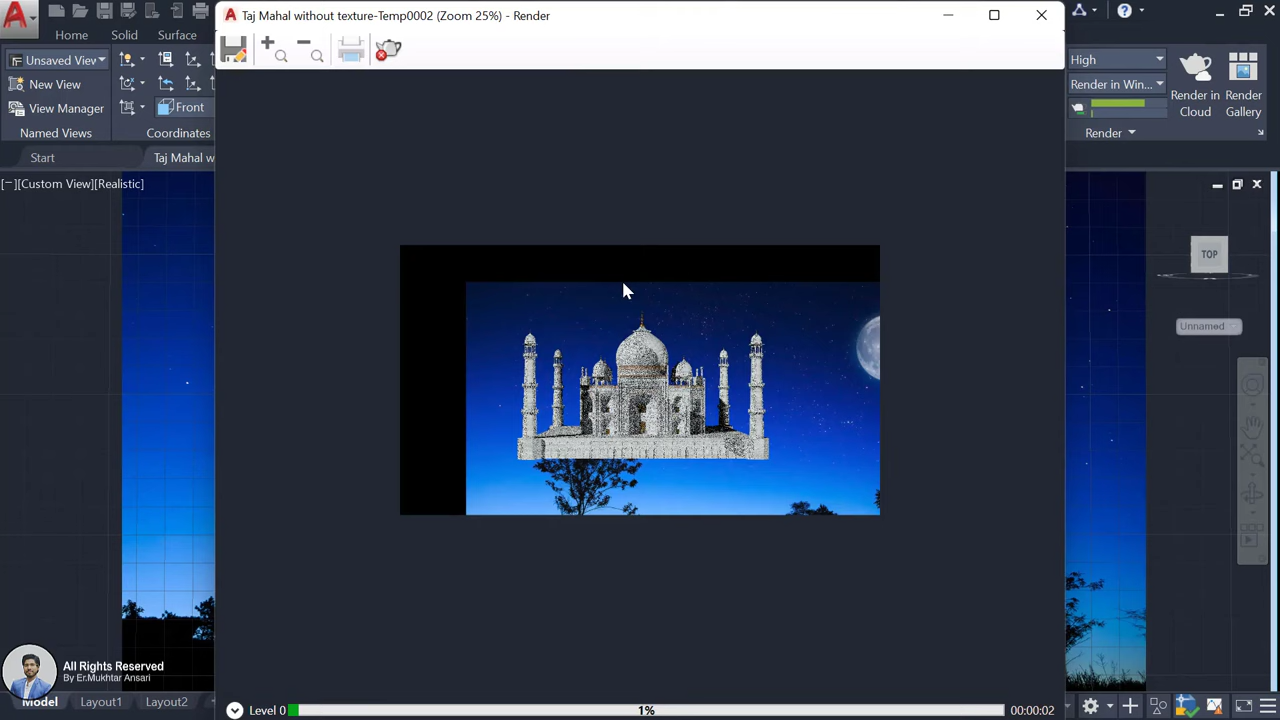 Taj Mahal without texture-Temp0002 (Zoom 25%) - Render
Home
Solid
Surface
Unsaved View
New View
View Manager
Named Views
Front
Coordinates
High
Render in Win...
Render in Cloud
Render Gallery
Render
Start
Taj Mahal w
[−][Custom View][Realistic]
TOP
Unnamed
All Rights Reserved
By Er.Mukhtar Ansari
Model
Layout1
Layout2
Level 0
1%
00:00:02